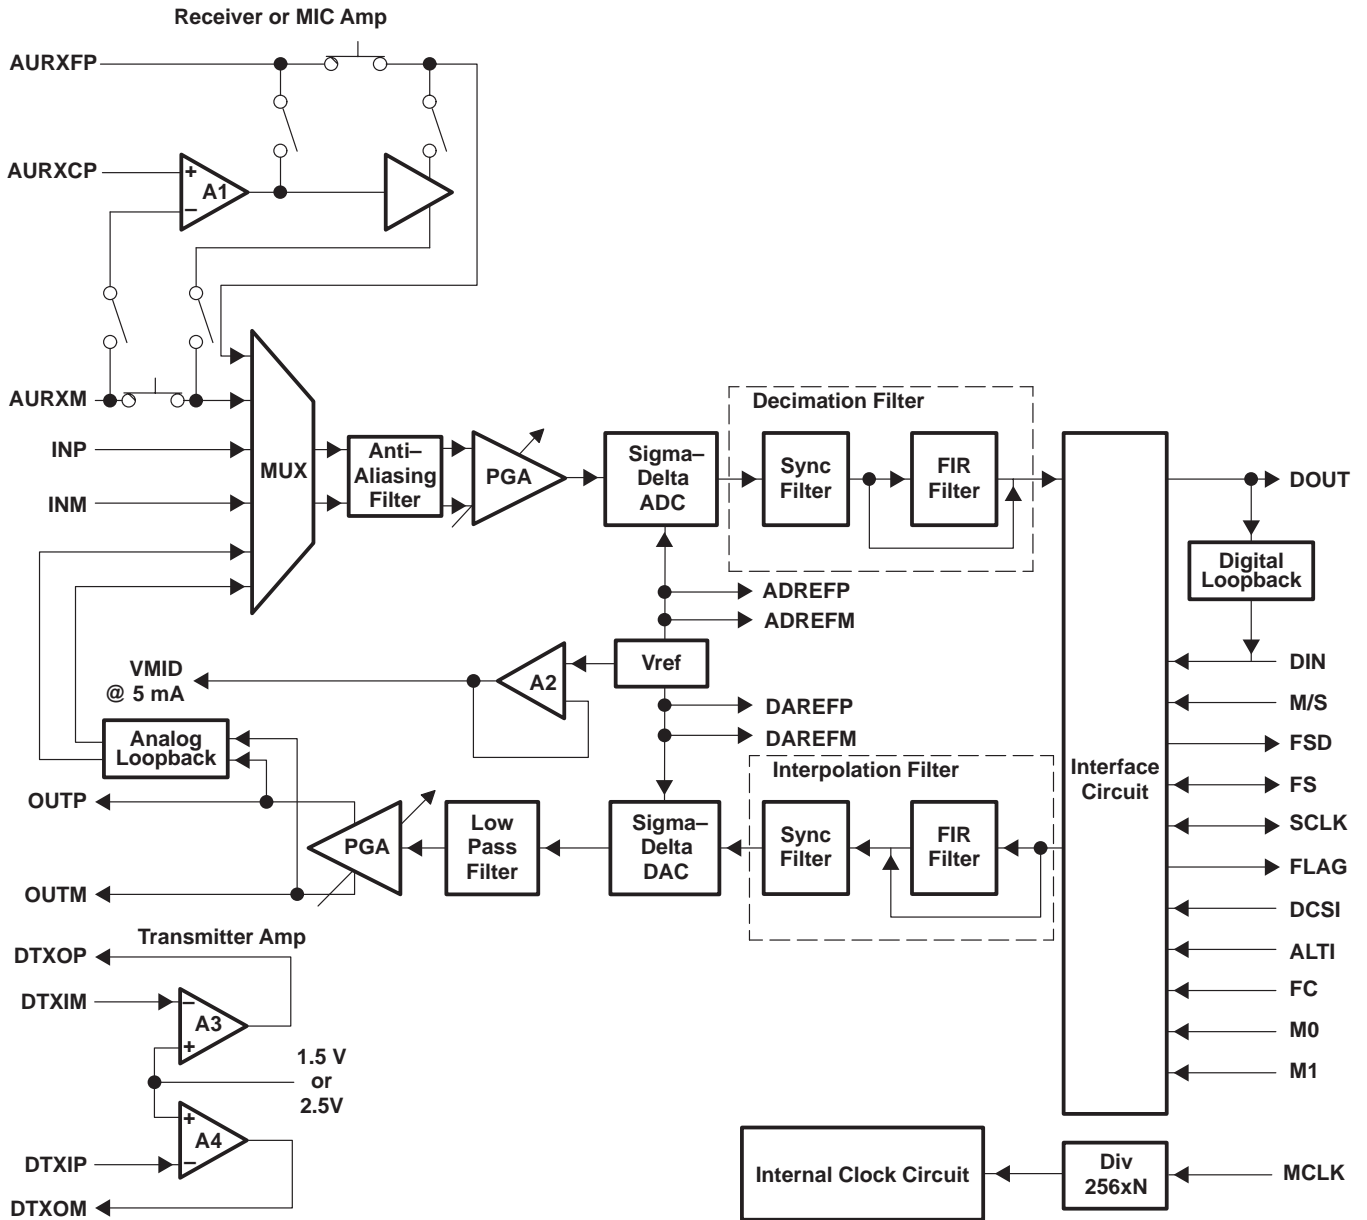 Receiver or MIC Amp
AURXFP
AURXCP
+
A1
–
AURXM
INP
INM
MUX
Anti–
Aliasing
Filter
PGA
Sigma–
Delta
ADC
Decimation Filter
Sync
Filter
FIR
Filter
DOUT
Digital
Loopback
ADREFP
ADREFM
Vref
A2
VMID
@ 5 mA
DAREFP
DAREFM
DIN
M/S
FSD
FS
SCLK
FLAG
DCSI
ALTI
FC
M0
M1
Interface
Circuit
Analog
Loopback
OUTP
OUTM
PGA
Low
Pass
Filter
Sigma–
Delta
DAC
Interpolation Filter
Sync
Filter
FIR
Filter
Transmitter Amp
DTXOP
DTXIM
–
A3
+
1.5 V
or
2.5V
+
A4
–
DTXIP
DTXOM
Internal Clock Circuit
Div
256xN
MCLK